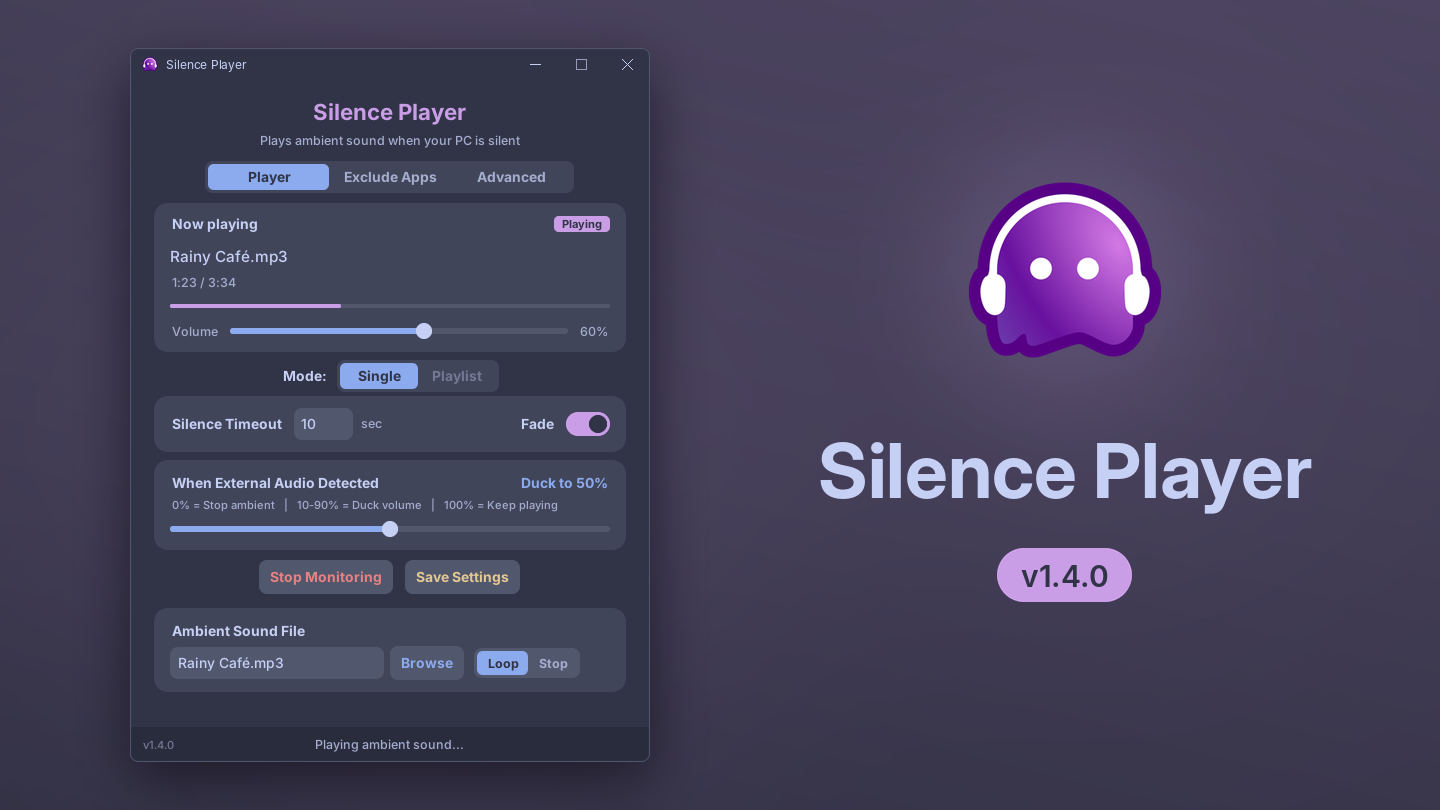 Silence Player
Silence Player
Plays ambient sound when your PC is silent
Player Exclude Apps Advanced
Now playing Playing
Rainy Café.mp3
1:23 / 3:34
Volume 60%
Mode: Single Playlist
Silence Timeout 10 sec Fade
When External Audio Detected Duck to 50%
0% = Stop ambient | 10-90% = Duck volume | 100% = Keep playing
Stop Monitoring Save Settings
Ambient Sound File
Rainy Café.mp3 Browse Loop Stop
v1.4.0 Playing ambient sound...
Silence Player
v1.4.0